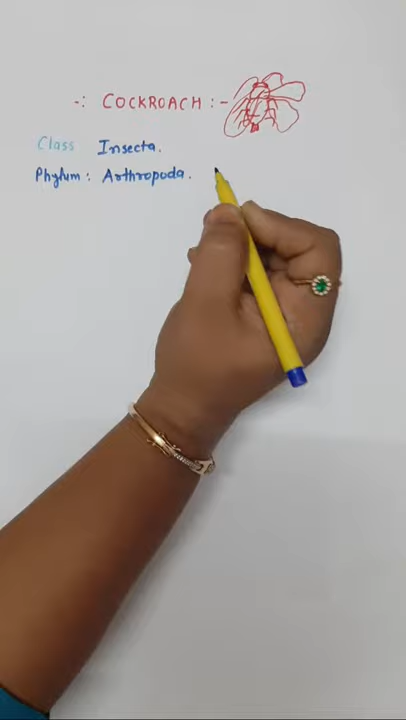 -: COCKROACH :-
Class Insecta.
Phylum : Arthropoda.